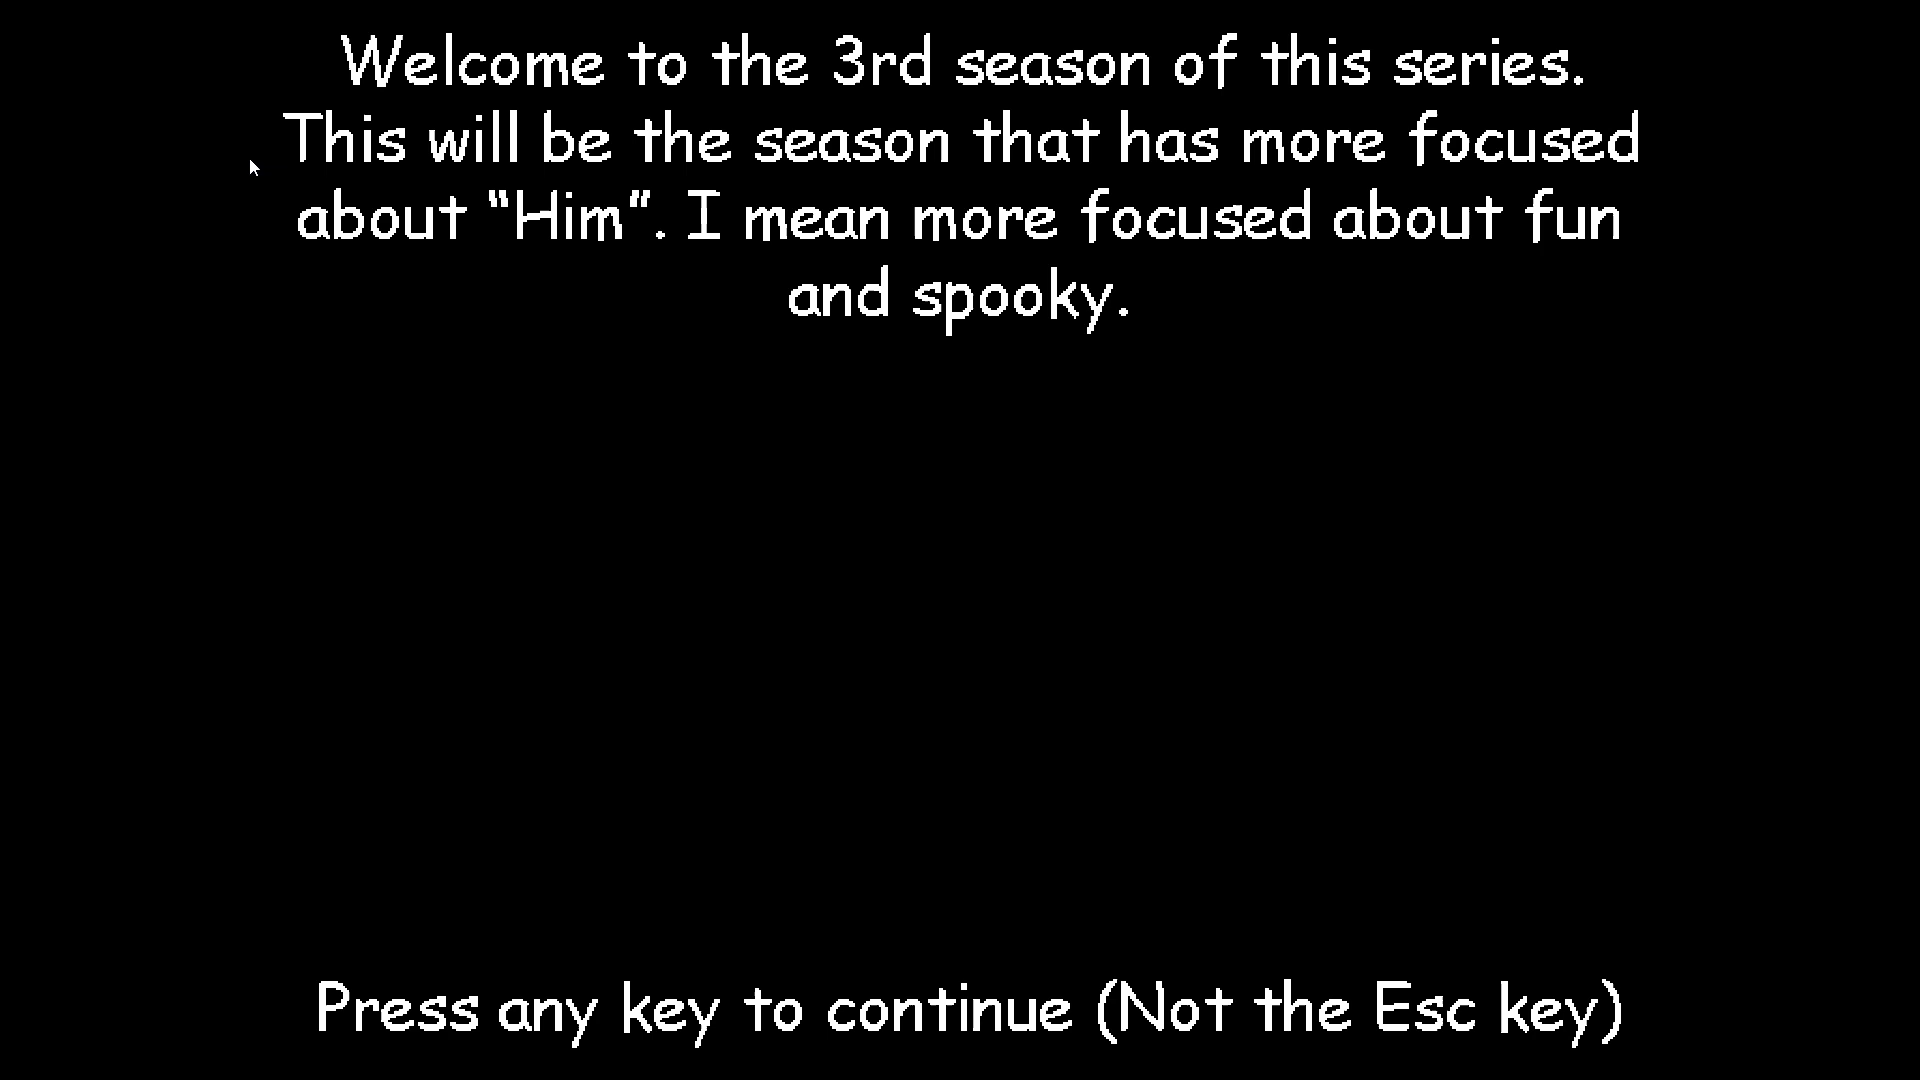 Welcome to the 3rd season of this series.
This will be the season that has more focused
about “Him”. I mean more focused about fun
and spooky.
Press any key to continue (Not the Esc key)